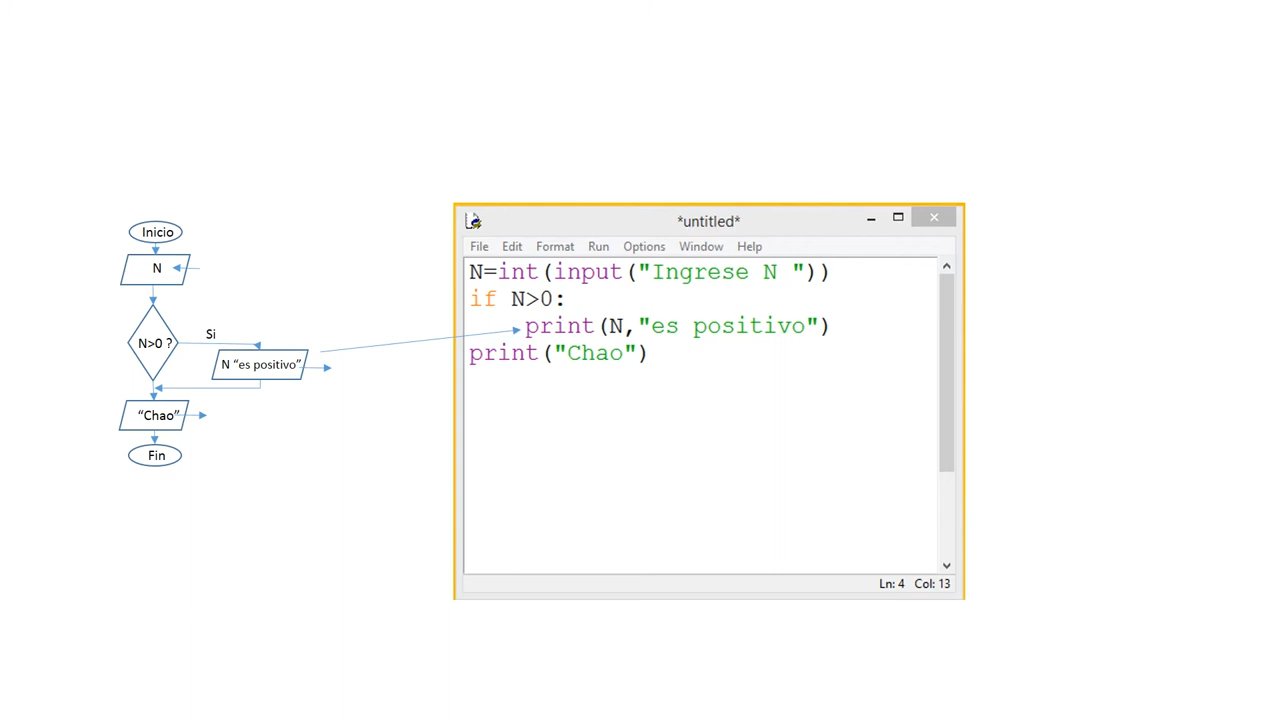 Inicio
N
N>0 ?
Si
N “es positivo”
“Chao”
Fin
*untitled*
File Edit Format Run Options Window Help
N=int(input("Ingrese N "))
if N>0:
    print(N,"es positivo")
print("Chao")
Ln: 4 Col: 13